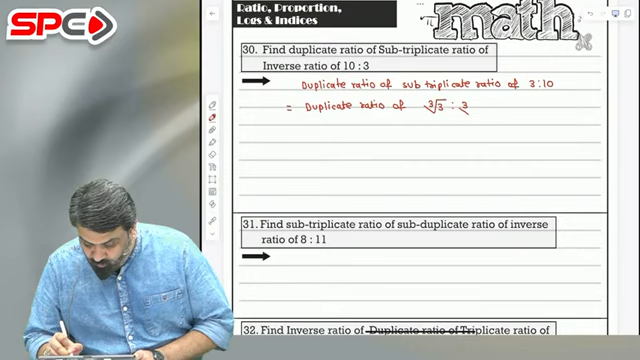 SPC
Ratio, Proportion,
Logs & Indices
math
30. Find duplicate ratio of Sub-triplicate ratio of
Inverse ratio of 10 : 3
Duplicate ratio of sub triplicate ratio of 3:10
= Duplicate ratio of ∛3 : 3
31. Find sub-triplicate ratio of sub-duplicate ratio of inverse
ratio of 8 : 11
32. Find Inverse ratio of Duplicate ratio of Triplicate ratio of